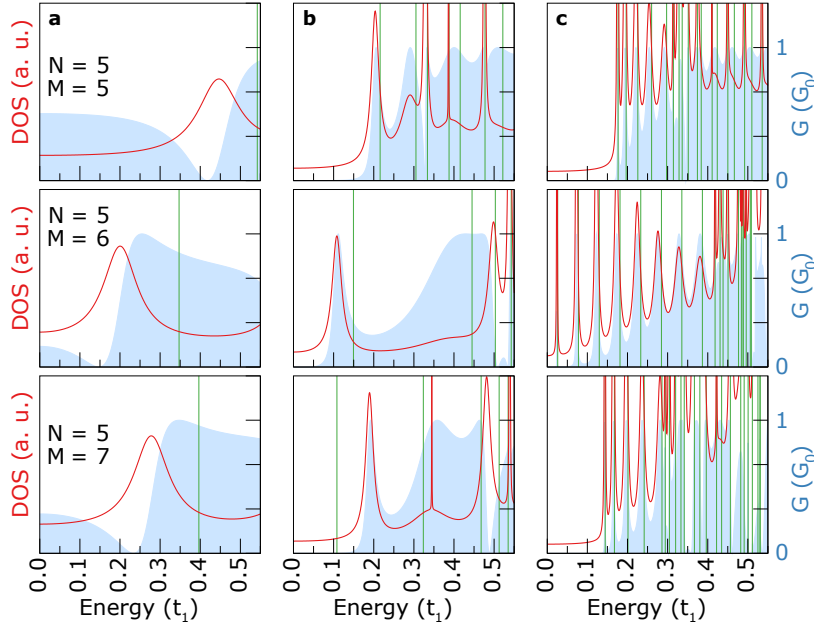 a
b
c
DOS (a. u.)
N = 5
M = 5
1
0
G (G₀)
DOS (a. u.)
N = 5
M = 6
1
0
G (G₀)
DOS (a. u.)
N = 5
M = 7
1
0
G (G₀)
0.0 0.1 0.2 0.3 0.4 0.5
0.0 0.1 0.2 0.3 0.4 0.5
0.0 0.1 0.2 0.3 0.4 0.5
Energy (t₁)
Energy (t₁)
Energy (t₁)